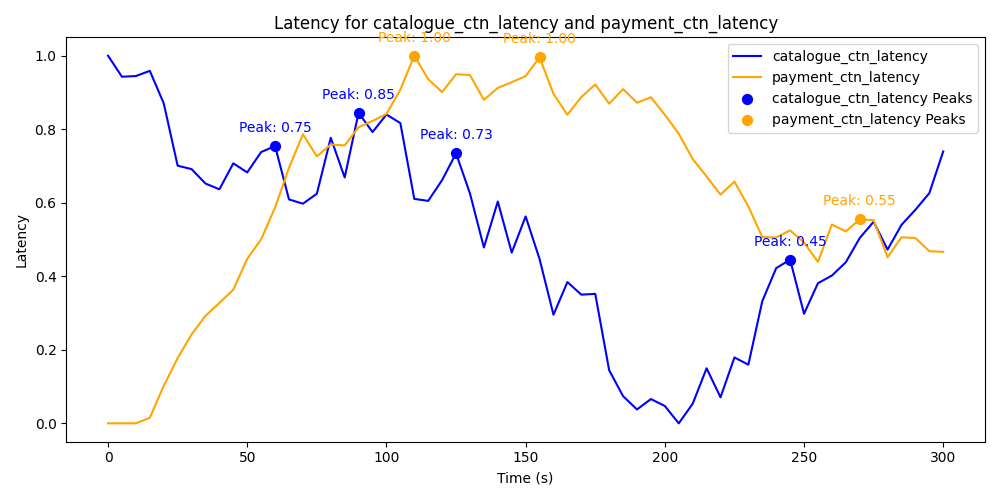 Latency for catalogue_ctn_latency and payment_ctn_latency
Peak: 1.00
Peak: 1.00
catalogue_ctn_latency
payment_ctn_latency
catalogue_ctn_latency Peaks
payment_ctn_latency Peaks
Peak: 0.85
Peak: 0.75
Peak: 0.73
Peak: 0.55
Peak: 0.45
Latency
1.0
0.8
0.6
0.4
0.2
0.0
0 50 100 150 200 250 300
Time (s)